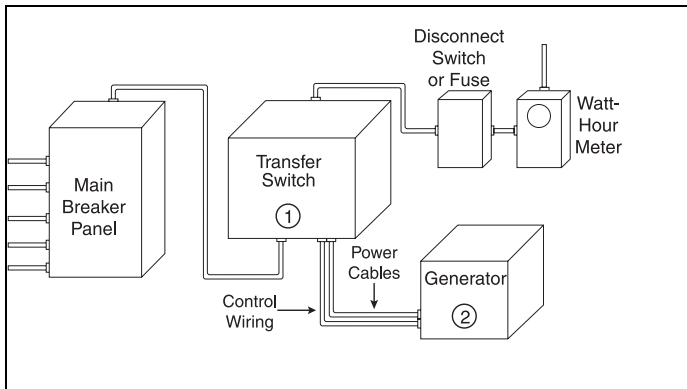 Disconnect
Switch
or Fuse
Watt-
Hour
Meter
Transfer
Switch
1
Main
Breaker
Panel
Power
Cables
Generator
2
Control
Wiring